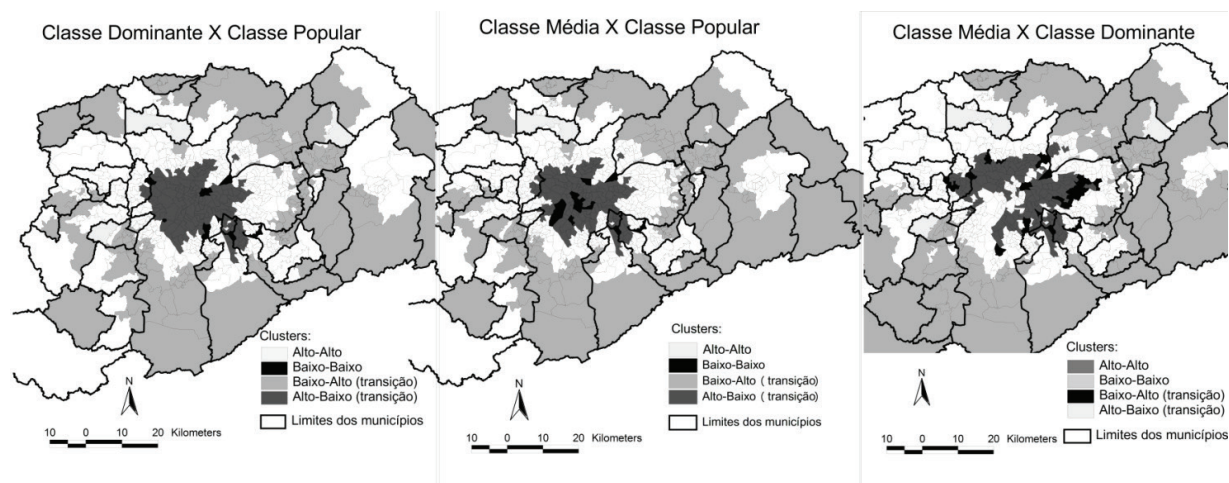 Classe Dominante X Classe Popular
Clusters:
Alto-Alto
Baixo-Baixo
Baixo-Alto (transição)
Alto-Baixo (transição)
Limites dos municípios
N
10 0 10 20 Kilometers
Classe Média X Classe Popular
Clusters:
Alto-Alto
Baixo-Baixo
Baixo-Alto ( transição)
Alto-Baixo ( transição)
Limites dos municípios
N
10 0 10 20 Kilometers
Classe Média X Classe Dominante
Clusters:
Alto-Alto
Baixo-Baixo
Baixo-Alto (transição)
Alto-Baixo (transição)
Limites dos municípios
N
10 0 10 20 Kilometers